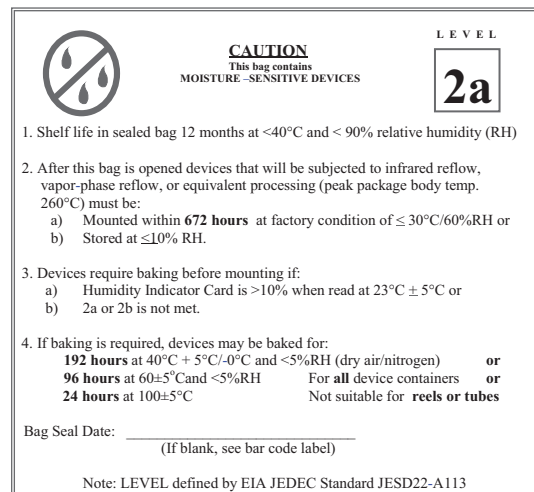 LEVEL
CAUTION
This bag contains
MOISTURE –SENSITIVE DEVICES
2a
1. Shelf life in sealed bag 12 months at <40°C and < 90% relative humidity (RH)
2. After this bag is opened devices that will be subjected to infrared reflow,
vapor-phase reflow, or equivalent processing (peak package body temp.
260°C) must be:
a) Mounted within 672 hours at factory condition of ≤ 30°C/60%RH or
b) Stored at ≤10% RH.
3. Devices require baking before mounting if:
a) Humidity Indicator Card is >10% when read at 23°C ± 5°C or
b) 2a or 2b is not met.
4. If baking is required, devices may be baked for:
192 hours at 40°C + 5°C/-0°C and <5%RH (dry air/nitrogen) or
96 hours at 60±5°Cand <5%RH For all device containers or
24 hours at 100±5°C Not suitable for reels or tubes
Bag Seal Date: ______________________________
(If blank, see bar code label)
Note: LEVEL defined by EIA JEDEC Standard JESD22-A113